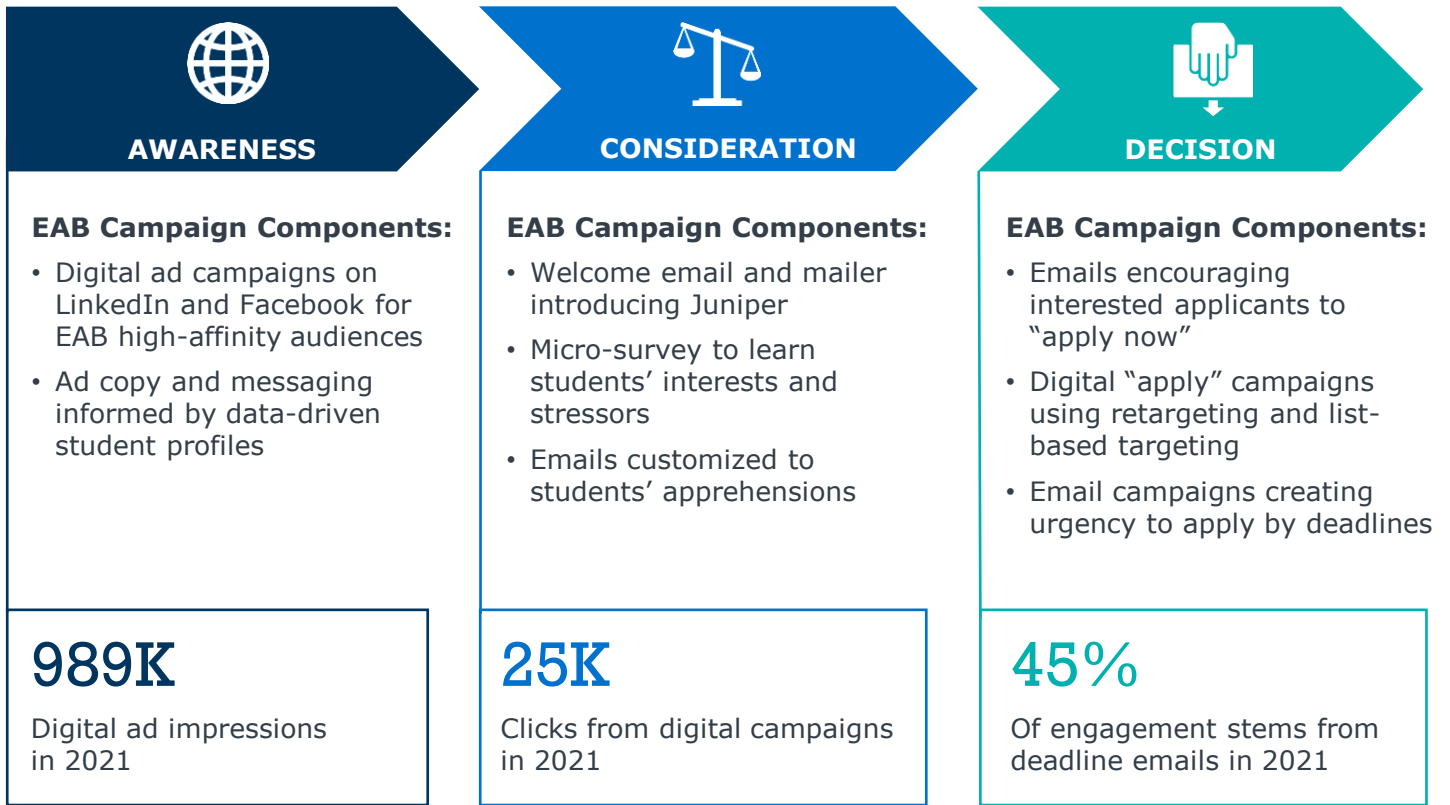 AWARENESS
EAB Campaign Components:
• Digital ad campaigns on
LinkedIn and Facebook for
EAB high-affinity audiences
• Ad copy and messaging
informed by data-driven
student profiles
989K
Digital ad impressions
in 2021
CONSIDERATION
EAB Campaign Components:
• Welcome email and mailer
introducing Juniper
• Micro-survey to learn
students’ interests and
stressors
• Emails customized to
students’ apprehensions
25K
Clicks from digital campaigns
in 2021
DECISION
EAB Campaign Components:
• Emails encouraging
interested applicants to
“apply now”
• Digital “apply” campaigns
using retargeting and list-
based targeting
• Email campaigns creating
urgency to apply by deadlines
45%
Of engagement stems from
deadline emails in 2021